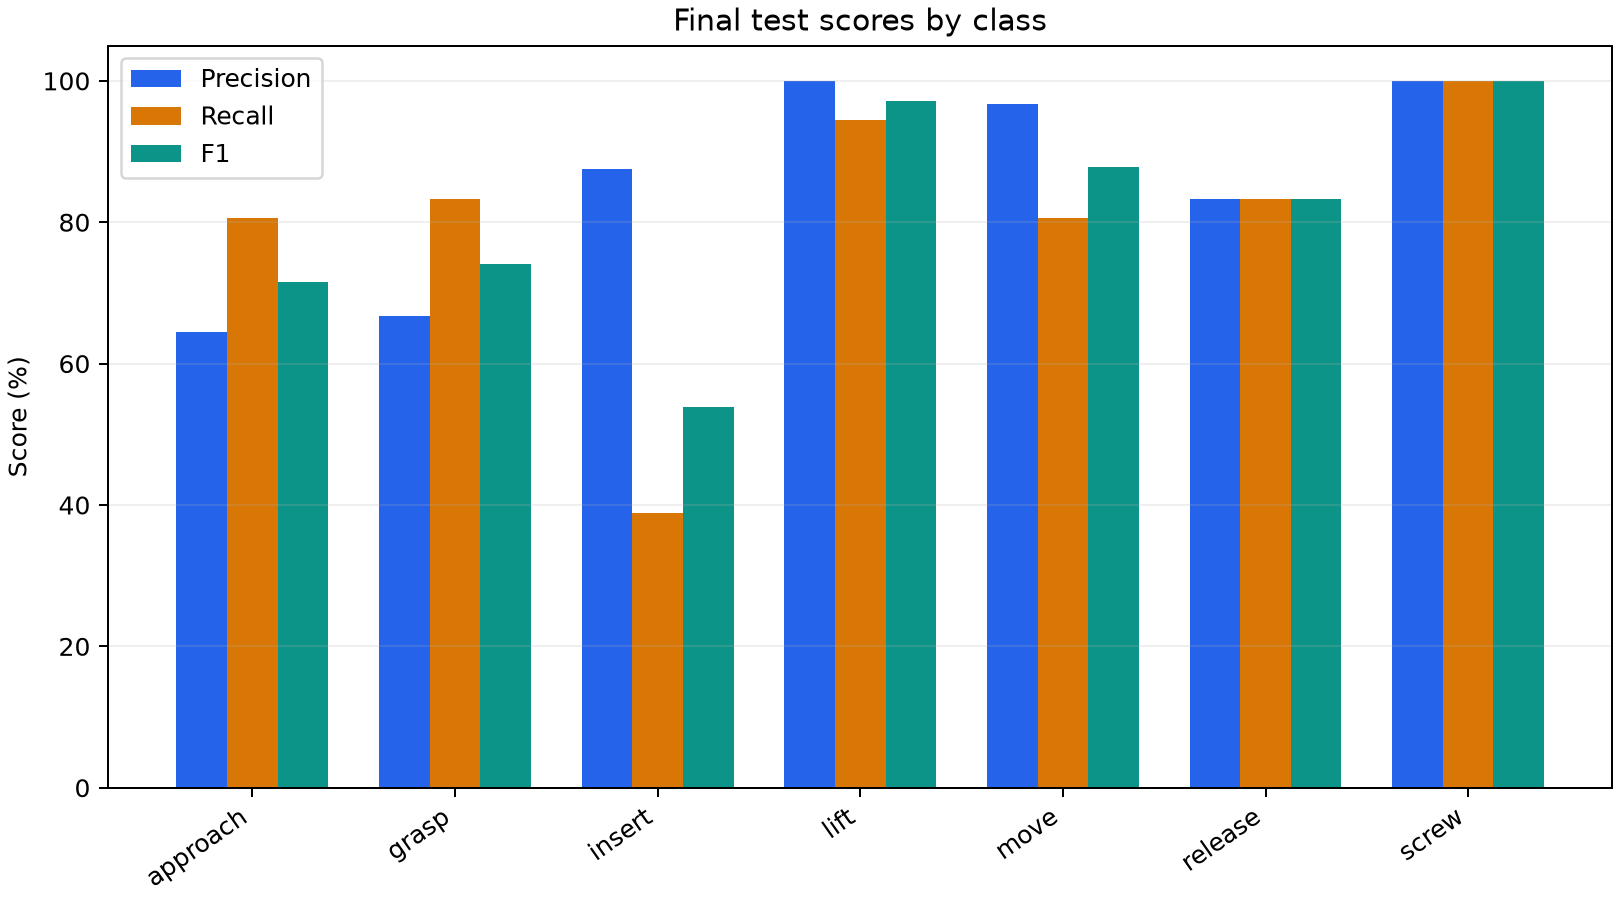 Final test scores by class
Precision
Recall
F1
Score (%)
100
80
60
40
20
0
approach
grasp
insert
lift
move
release
screw